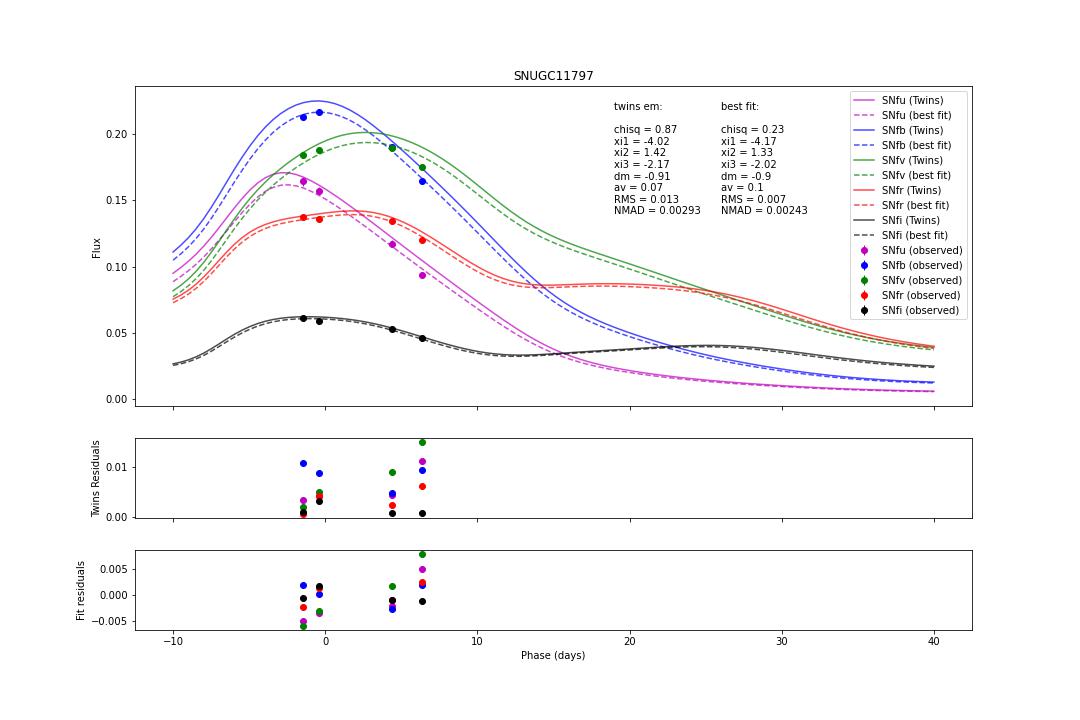 SNUGC11797
Flux
0.20
0.15
0.10
0.05
0.00
twins em:
chisq = 0.87
xi1 = -4.02
xi2 = 1.42
xi3 = -2.17
dm = -0.91
av = 0.07
RMS = 0.013
NMAD = 0.00293
best fit:
chisq = 0.23
xi1 = -4.17
xi2 = 1.33
xi3 = -2.02
dm = -0.9
av = 0.1
RMS = 0.007
NMAD = 0.00243
SNfu (Twins)
SNfu (best fit)
SNfb (Twins)
SNfb (best fit)
SNfv (Twins)
SNfv (best fit)
SNfr (Twins)
SNfr (best fit)
SNfi (Twins)
SNfi (best fit)
SNfu (observed)
SNfb (observed)
SNfv (observed)
SNfr (observed)
SNfi (observed)
Twins Residuals
0.01
0.00
Fit residuals
0.005
0.000
−0.005
−10 0 10 20 30 40
Phase (days)